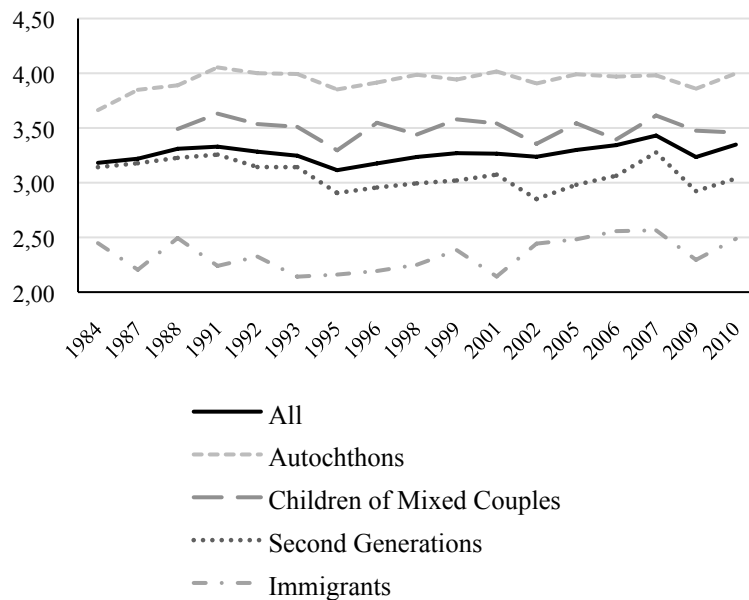 4,50
4,00
3,50
3,00
2,50
2,00
1984 1987 1988 1991 1992 1993 1995 1996 1998 1999 2001 2002 2005 2006 2007 2009 2010
All
Autochthons
Children of Mixed Couples
Second Generations
Immigrants